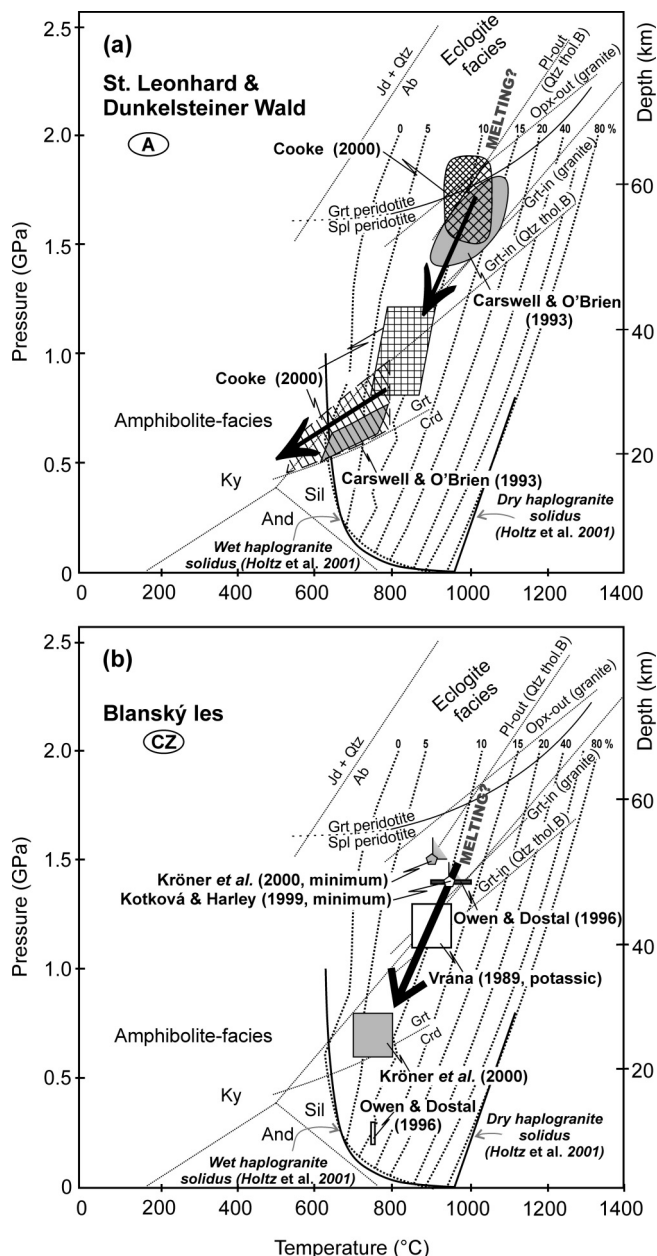 (a)
St. Leonhard &
Dunkelsteiner Wald
A
Eclogite
facies
Jd + Qtz
Ab
Pl-out
(Qtz thol.B)
Opx-out (granite)
MELTING?
0 5 10 15 20 40 80 %
Cooke (2000)
Grt peridotite
Spl peridotite
Grt-in (granite)
Grt-in (Qtz thol.B)
Carswell & O'Brien
(1993)
Cooke (2000)
Amphibolite-facies
Grt
Crd
Ky
Sil
And
Carswell & O'Brien (1993)
Wet haplogranite
solidus (Holtz et al. 2001)
Dry haplogranite
solidus
(Holtz et al. 2001)
Pressure (GPa)
2.5
2.0
1.5
1.0
0.5
0
Depth (km)
60
40
20
200 400 600 800 1000 1200 1400
(b)
Blanský les
CZ
Eclogite
facies
Jd + Qtz
Ab
Pl-out (Qtz thol.B)
Opx-out (granite)
0 5 10 15 20 40 80 %
Grt peridotite
Spl peridotite
MELTING?
Grt-in (granite)
Grt-in (Qtz thol.B)
Kröner et al. (2000, minimum)
Kotková & Harley (1999, minimum)
Owen & Dostal (1996)
Vrána (1989, potassic)
Amphibolite-facies
Grt
Crd
Kröner et al. (2000)
Ky
Sil
And
Owen & Dostal
(1996)
Wet haplogranite
solidus (Holtz et al. 2001)
Dry haplogranite
solidus
(Holtz et al. 2001)
Pressure (GPa)
2.5
2.0
1.5
1.0
0.5
0
Depth (km)
60
40
20
200 400 600 800 1000 1200 1400
Temperature (°C)